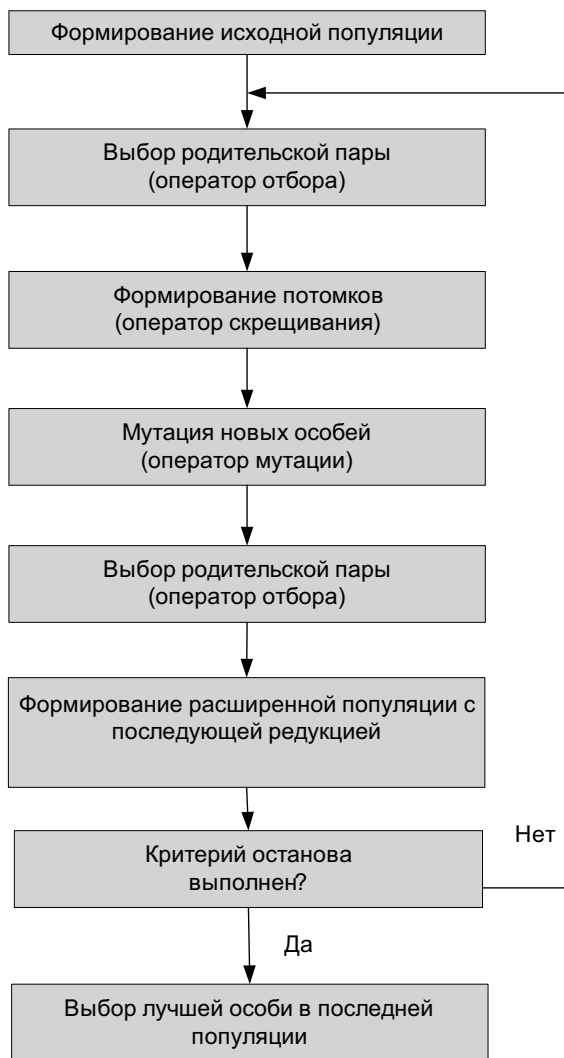 Формирование исходной популяции
Выбор родительской пары
(оператор отбора)
Формирование потомков
(оператор скрещивания)
Мутация новых особей
(оператор мутации)
Выбор родительской пары
(оператор отбора)
Формирование расширенной популяции с
последующей редукцией
Критерий останова
выполнен?
Нет
Да
Выбор лучшей особи в последней
популяции